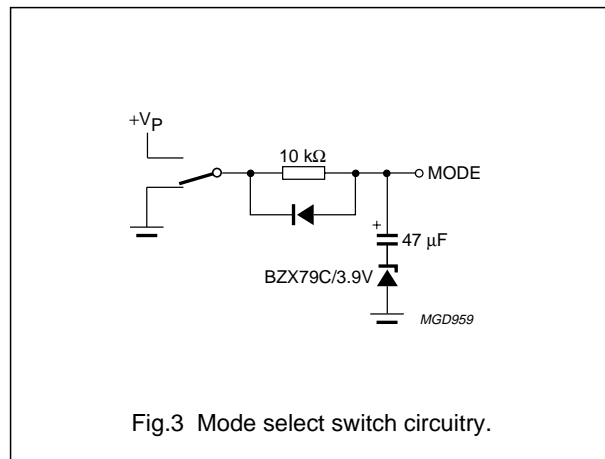 +VP
10 kΩ
MODE
+
47 μF
BZX79C/3.9V
MGD959
Fig.3 Mode select switch circuitry.